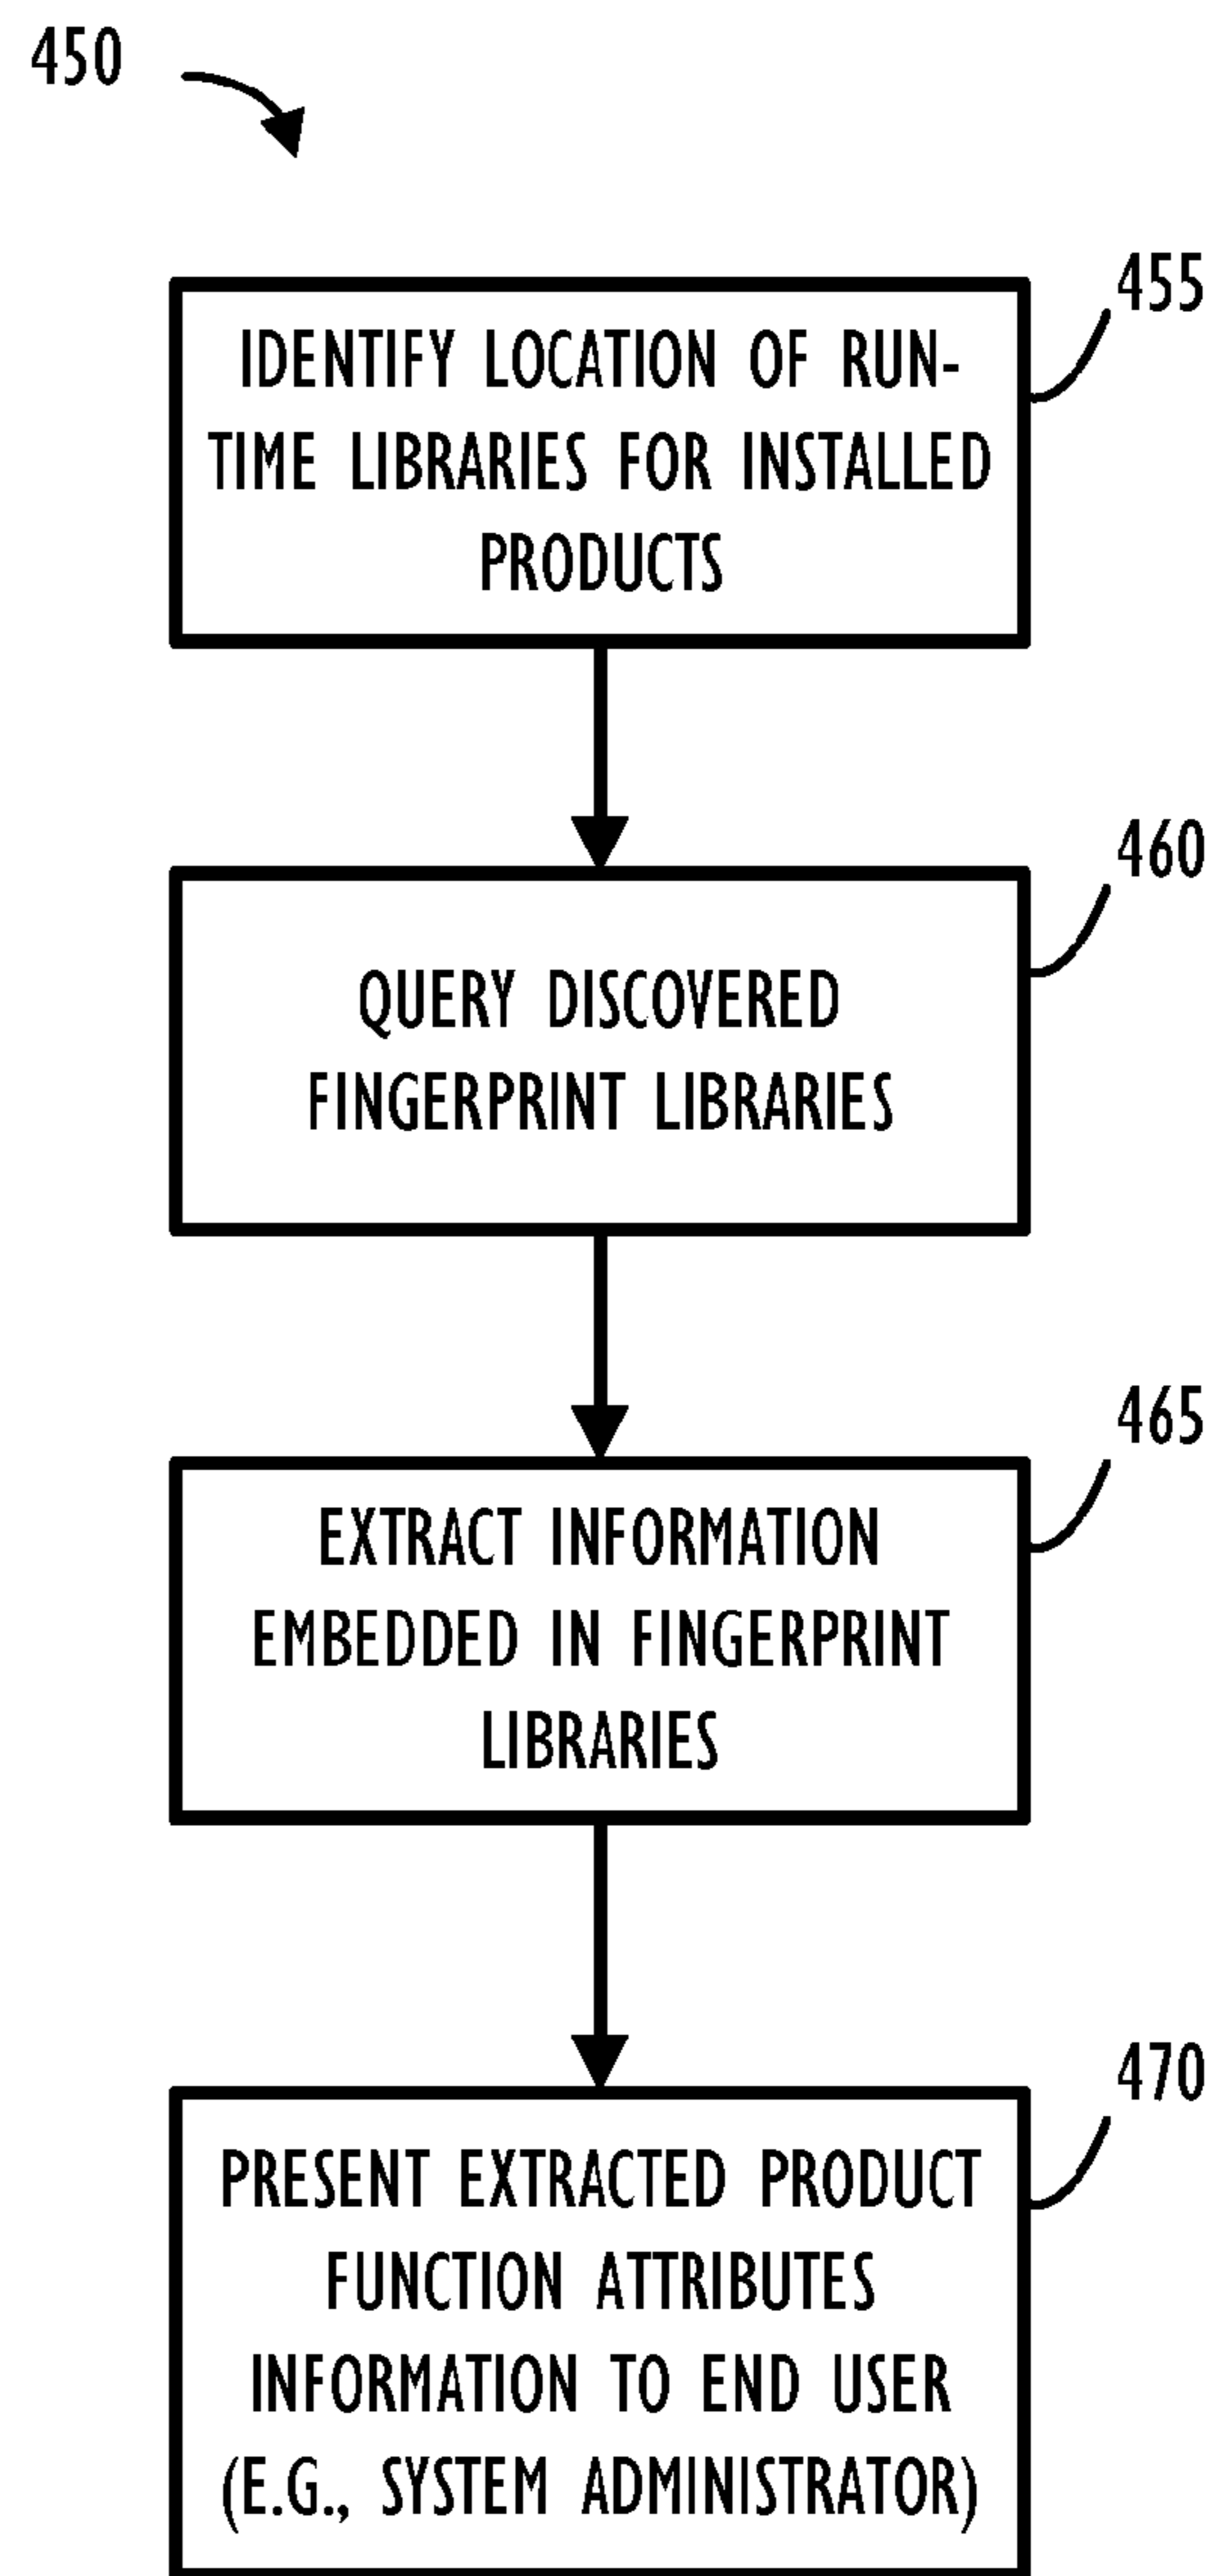 450
455
IDENTIFY LOCATION OF RUN-
TIME LIBRARIES FOR INSTALLED
PRODUCTS
460
QUERY DISCOVERED
FINGERPRINT LIBRARIES
465
EXTRACT INFORMATION
EMBEDDED IN FINGERPRINT
LIBRARIES
470
PRESENT EXTRACTED PRODUCT
FUNCTION ATTRIBUTES
INFORMATION TO END USER
(E.G., SYSTEM ADMINISTRATOR)